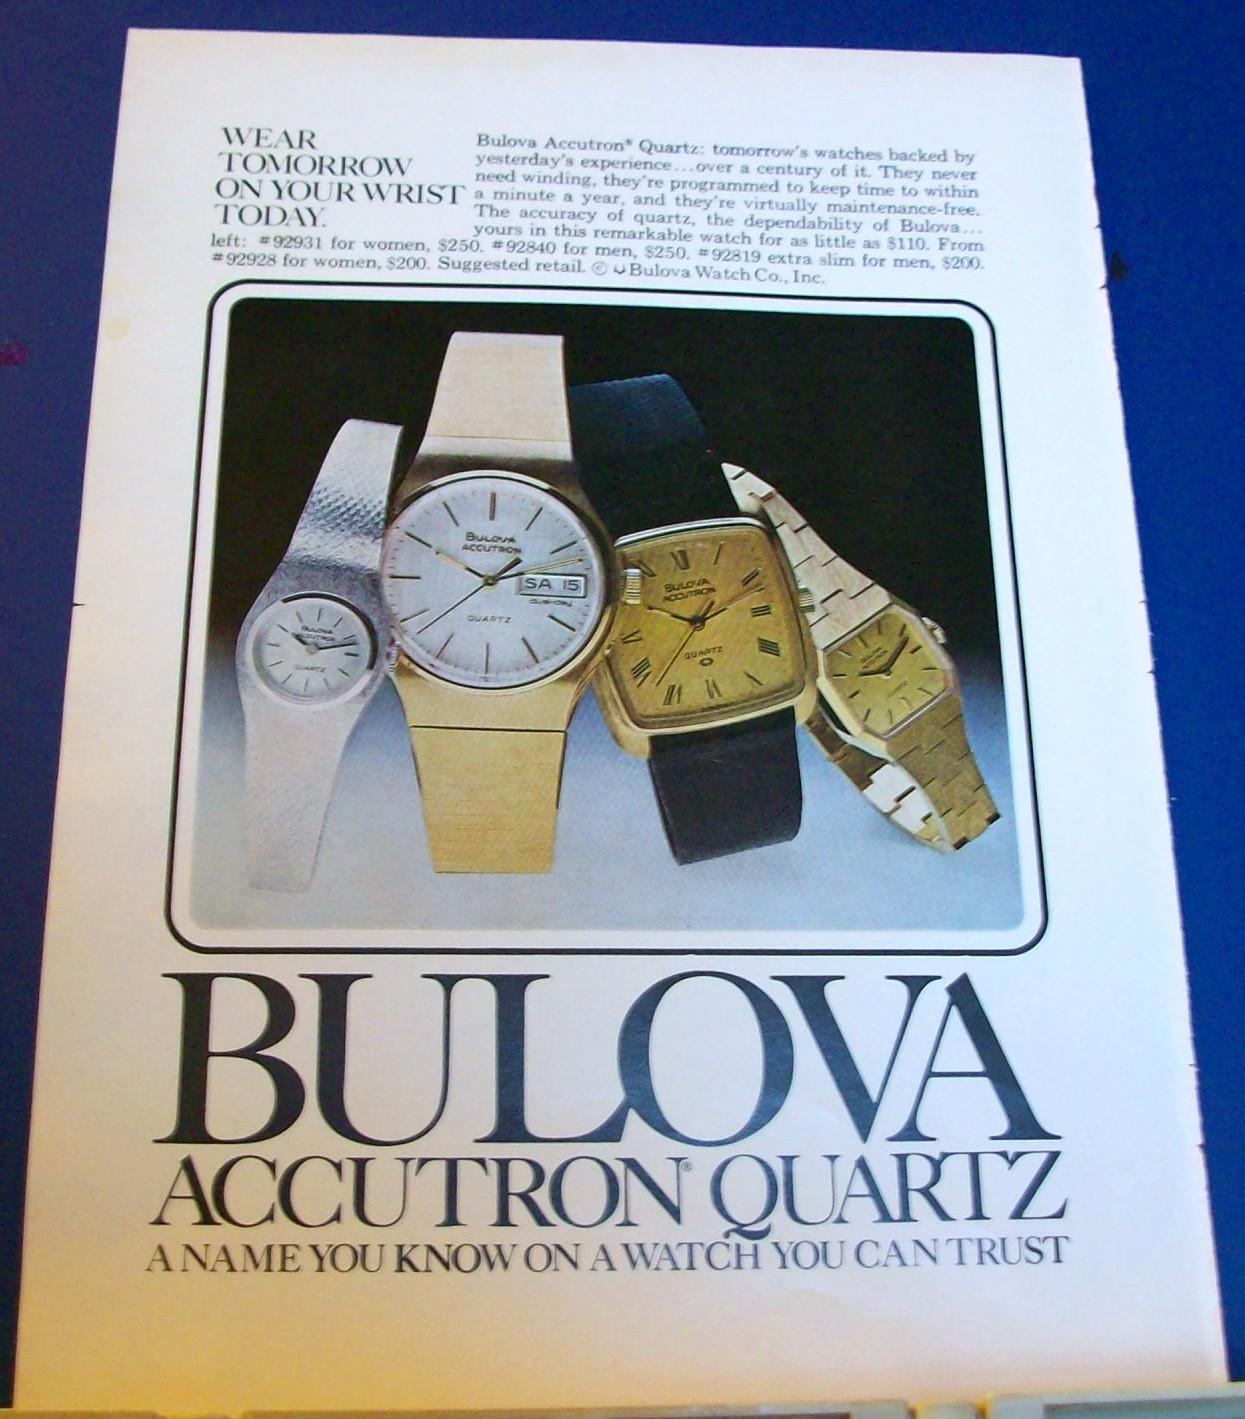 WEAR
TOMORROW
ON YOUR WRIST
TODAY.
Bulova Accutron® Quartz: tomorrow's watches backed by
yesterday's experience...over a century of it. They never
need winding, they're programmed to keep time to within
a minute a year, and they're virtually maintenance-free.
The accuracy of quartz, the dependability of Bulova...
yours in this remarkable watch for as little as $110. From
left: #92931 for women, $250. #92840 for men, $250. #92819 extra slim for men, $200.
#92928 for women, $200. Suggested retail. © Bulova Watch Co., Inc.
BULOVA
ACCUTRON
QUARTZ
BULOVA
ACCUTRON
SA 15
QUARTZ
BULOVA
ACCUTRON
QUARTZ
BULOVA
ACCUTRON® QUARTZ
A NAME YOU KNOW ON A WATCH YOU CAN TRUST